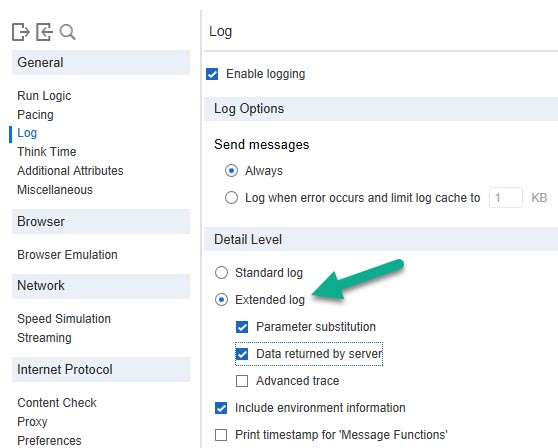 General
Run Logic
Pacing
Log
Think Time
Additional Attributes
Miscellaneous
Browser
Browser Emulation
Network
Speed Simulation
Streaming
Internet Protocol
Content Check
Proxy
Preferences
Log
Enable logging
Log Options
Send messages
Always
Log when error occurs and limit log cache to 1 KB
Detail Level
Standard log
Extended log
Parameter substitution
Data returned by server
Advanced trace
Include environment information
Print timestamp for 'Message Functions'